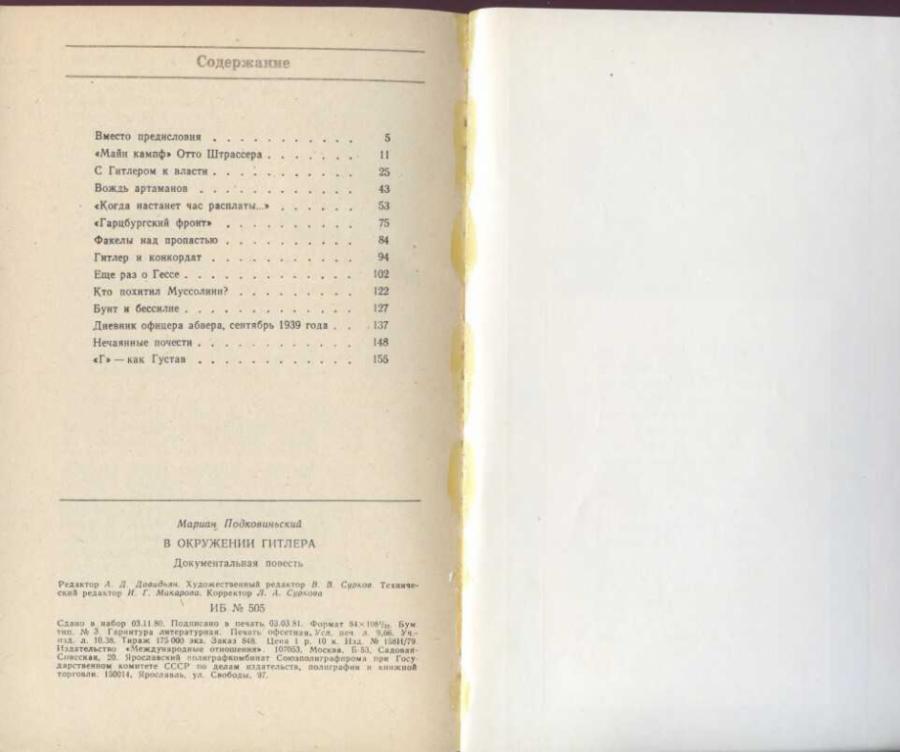 Содержание
Вместо предисловия . . . . . . . . . . . 5
«Майн кампф» Отто Штрассера . . . . . . . 11
С Гитлером к власти . . . . . . . . . . . 25
Вождь артаманов . . . . . . . . . . . . 43
«Когда настанет час расплаты...» . . . . . . 53
«Гарцбургский фронт» . . . . . . . . . . 75
Факелы над пропастью . . . . . . . . . . 84
Гитлер и конкордат . . . . . . . . . . . 94
Еще раз о Гессе . . . . . . . . . . . . 102
Кто похитил Муссолини? . . . . . . . . . 122
Бунт и бессилие . . . . . . . . . . . . 127
Дневник офицера абвера, сентябрь 1939 года . . 137
Нечаянные почести . . . . . . . . . . . 148
«Г» — как Густав . . . . . . . . . . . . 155
Мариан Подковиньский
В ОКРУЖЕНИИ ГИТЛЕРА
Документальная повесть
Редактор А. Д. Давидьян. Художественный редактор В. В. Сурков. Техниче-
ский редактор И. Г. Макарова. Корректор Л. А. Суркова
ИБ № 505
Сдано в набор 03.11.80. Подписано в печать 03.03.81. Формат 84×108¹/₃₂. Бум.
тип. № 3. Гарнитура литературная. Печать офсетная. Усл. печ. л. 9,66. Уч.-
изд. л. 10,38. Тираж 175 000 экз. Заказ 848. Цена 1 р. 10 к. Изд. № 158И/79.
Издательство «Международные отношения». 107053, Москва, Б-53, Садовая-
Спасская, 20. Ярославский полиграфкомбинат Союзполиграфпрома при Госу-
дарственном комитете СССР по делам издательств, полиграфии и книжной
торговли. 150014, Ярославль, ул. Свободы, 97.